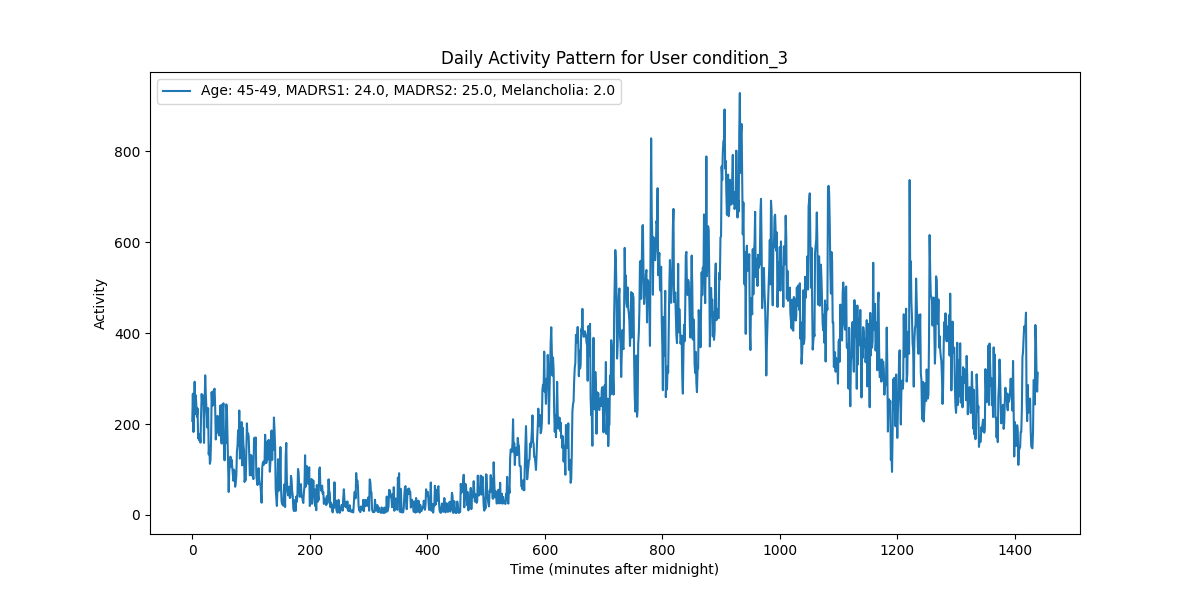 Daily Activity Pattern for User condition_3
Age: 45-49, MADRS1: 24.0, MADRS2: 25.0, Melancholia: 2.0
800
600
400
200
0
Activity
0 200 400 600 800 1000 1200 1400
Time (minutes after midnight)